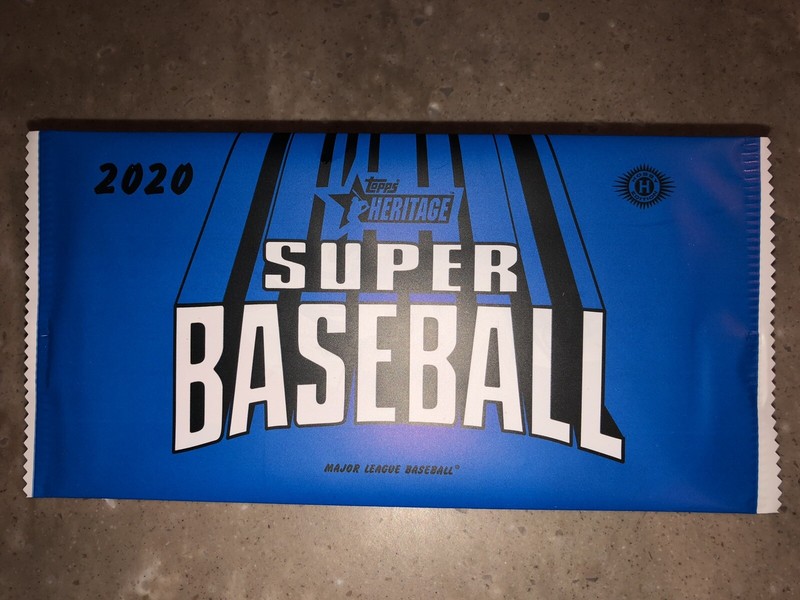 2020
Topps
HERITAGE
H
SUPER
BASEBALL
MAJOR LEAGUE BASEBALL®